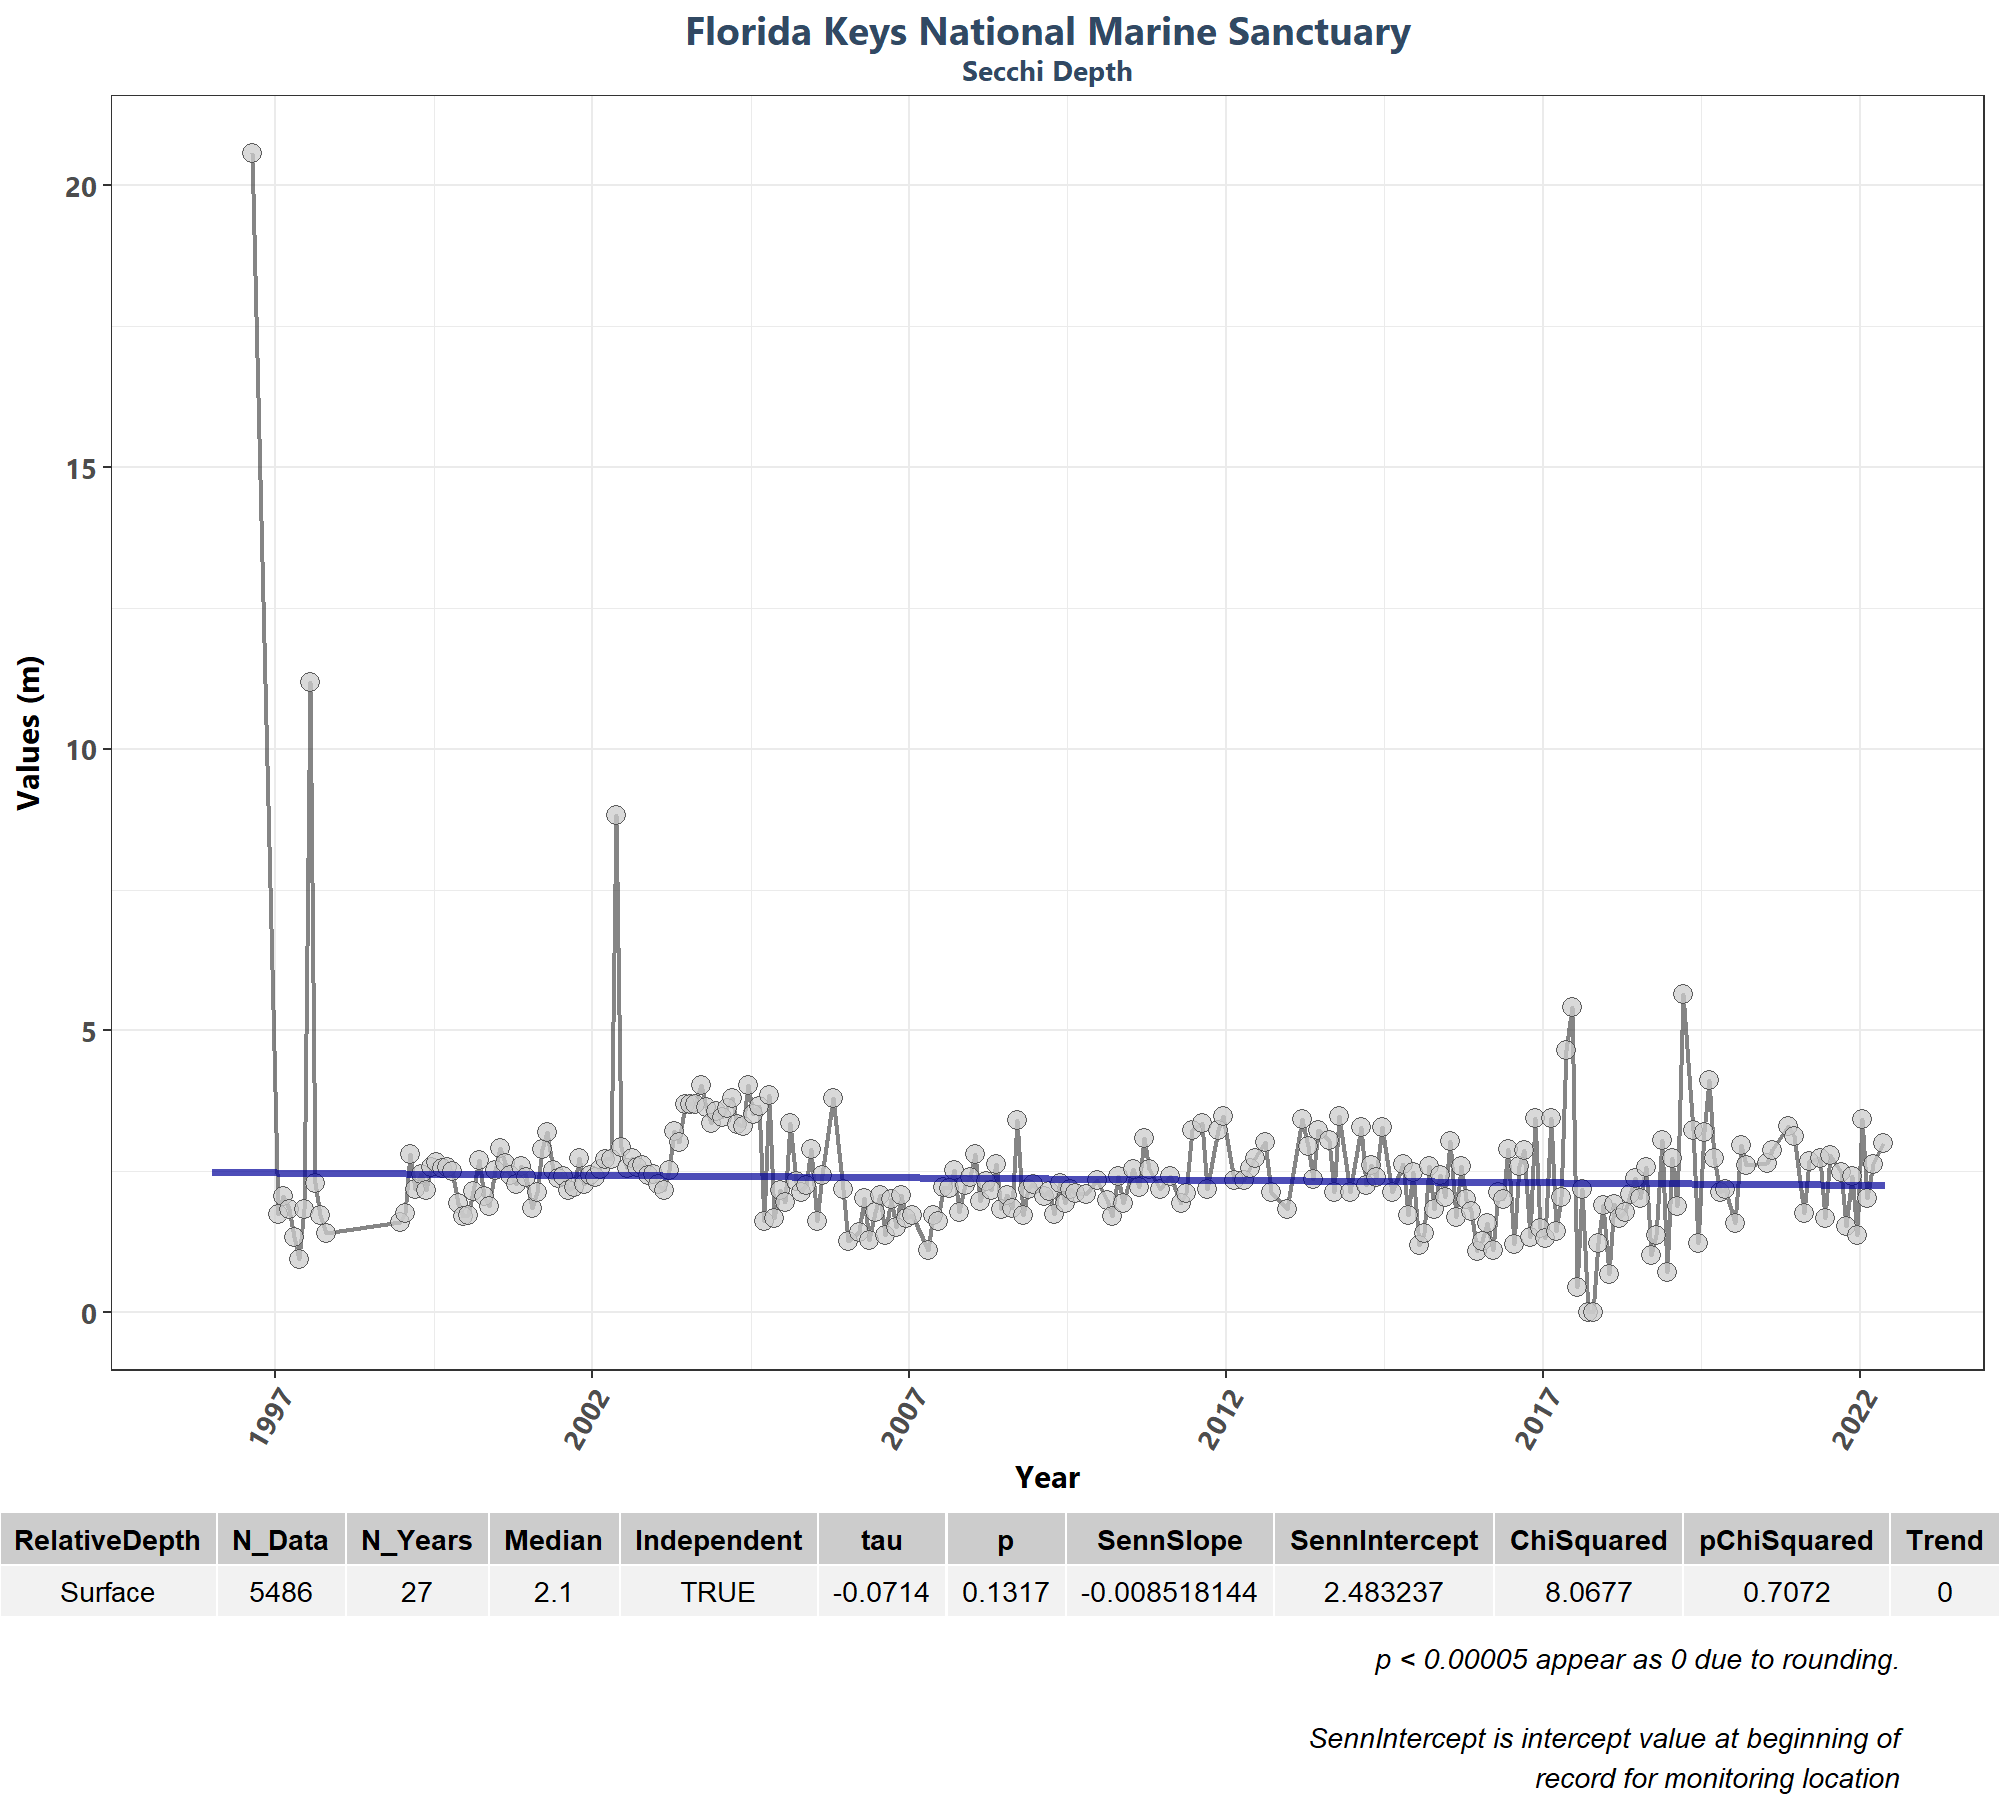 Florida Keys National Marine Sanctuary
Secchi Depth
Values (m)
20
15
10
5
0
1997 2002 2007 2012 2017 2022
Year
RelativeDepth N_Data N_Years Median Independent tau p SennSlope SennIntercept ChiSquared pChiSquared Trend
Surface 5486 27 2.1 TRUE -0.0714 0.1317 -0.008518144 2.483237 8.0677 0.7072 0
p < 0.00005 appear as 0 due to rounding.
SennIntercept is intercept value at beginning of
record for monitoring location